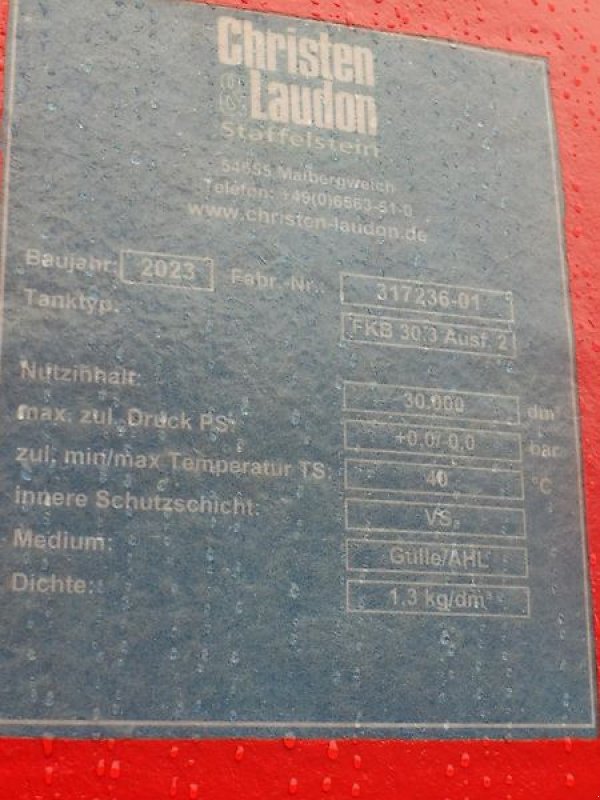 Christen
& Laudon
Staffelstein
54655 Malbergweich
Telefon: +49(0)6563-51-0
www.christen-laudon.de
Baujahr: 2023 Fabr.-Nr.: 317236-01
Tanktyp: FKB 30.3 Ausf. 2
Nutzinhalt: 30.000 dm³
max. zul. Druck PS: +0,0/ 0,0 bar
zul. min/max Temperatur TS: 40 °C
innere Schutzschicht: VS
Medium: Gülle/AHL
Dichte: 1.3 kg/dm³